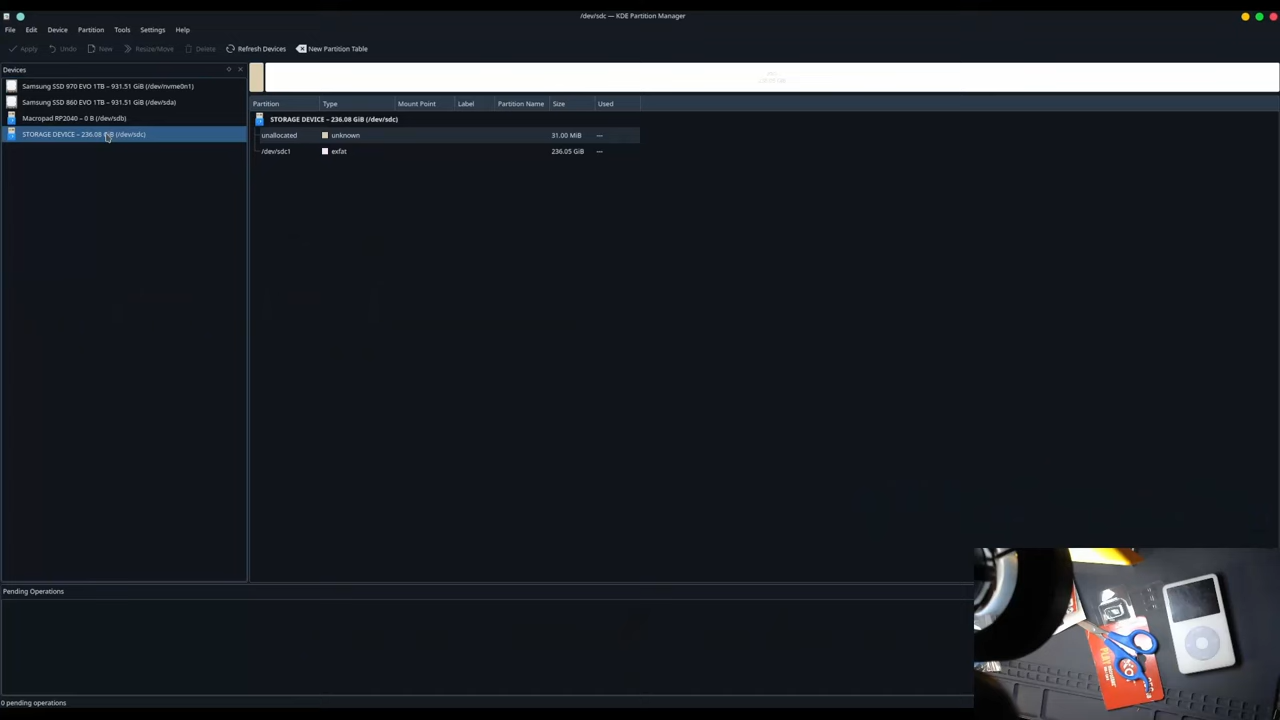 /dev/sdc — KDE Partition Manager
File Edit Device Partition Tools Settings Help
Apply Undo New Resize/Move Delete Refresh Devices New Partition Table
Devices
Samsung SSD 970 EVO 1TB – 931.51 GiB (/dev/nvme0n1)
Samsung SSD 860 EVO 1TB – 931.51 GiB (/dev/sda)
Macropad RP2040 – 0 B (/dev/sdb)
STORAGE DEVICE – 236.08 GiB (/dev/sdc)
Partition Type Mount Point Label Partition Name Size Used
STORAGE DEVICE – 236.08 GiB (/dev/sdc)
unallocated unknown 31.00 MiB —
/dev/sdc1 exfat 236.05 GiB —
Pending Operations
0 pending operations